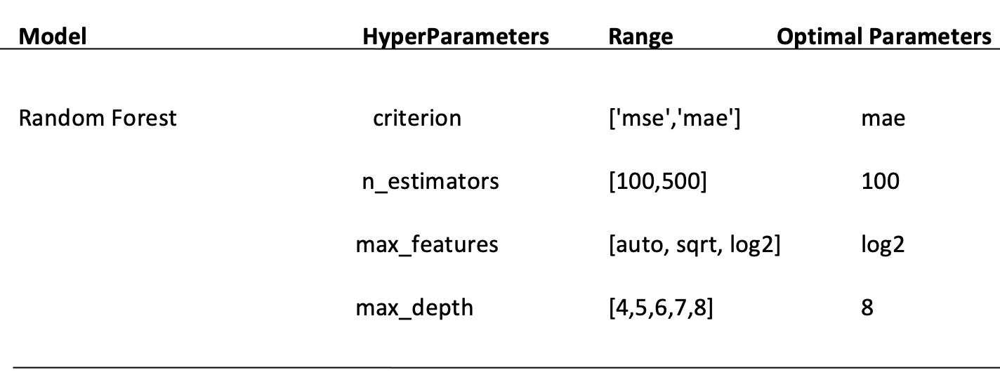 Model HyperParameters Range Optimal Parameters
Random Forest criterion ['mse','mae'] mae
n_estimators [100,500] 100
max_features [auto, sqrt, log2] log2
max_depth [4,5,6,7,8] 8